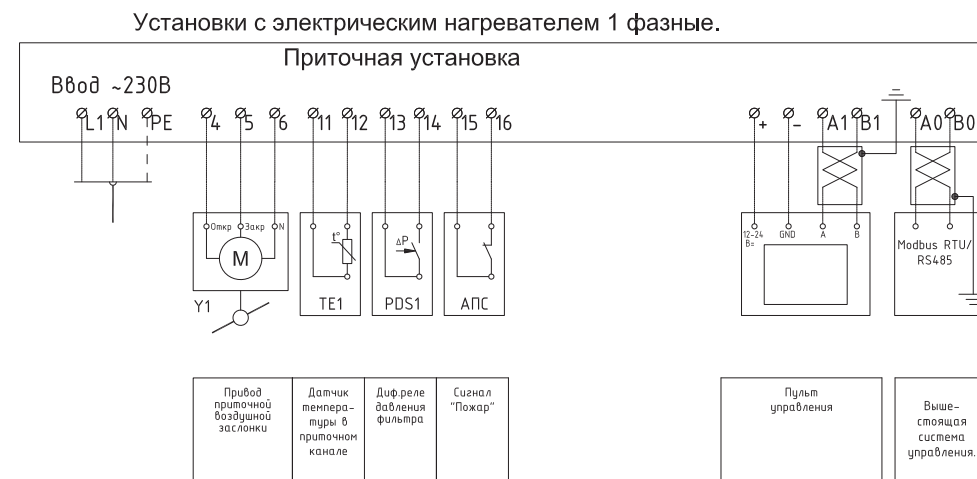 Установки с электрическим нагревателем 1 фазные.
Приточная установка
Ввод ~230В
L1 N PE 4 5 6 11 12 13 14 15 16 + - A1 B1 A0 B0
Откр Закр N
t°
ΔP
M
Y1
TE1
PDS1
АПС
12-24 В=
GND
A
B
Modbus RTU/
RS485
Привод
приточной
воздушной
заслонки
Датчик
темпера-
туры в
приточном
канале
Диф.реле
давления
фильтра
Сигнал
"Пожар"
Пульт
управления
Выше-
стоящая
система
управления.